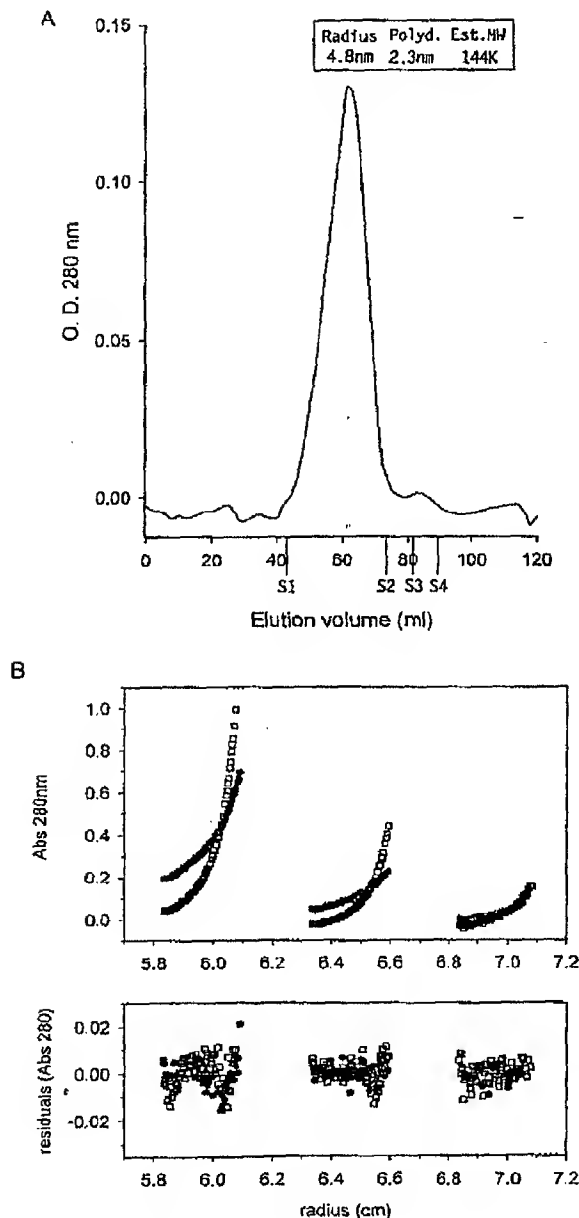 A
Radius Polyd. Est.MW
4.8nm 2.3nm 144K
0.15
0.10
0.05
0.00
O. D. 280 nm
0 20 40 60 80 100 120
S1 S2 S3 S4
Elution volume (ml)
B
1.0
0.8
0.6
0.4
0.2
0.0
Abs 280nm
5.8 6.0 6.2 6.4 6.6 6.8 7.0 7.2
0.02
0.00
-0.02
residuals (Abs 280)
5.8 6.0 6.2 6.4 6.6 6.8 7.0 7.2
radius (cm)